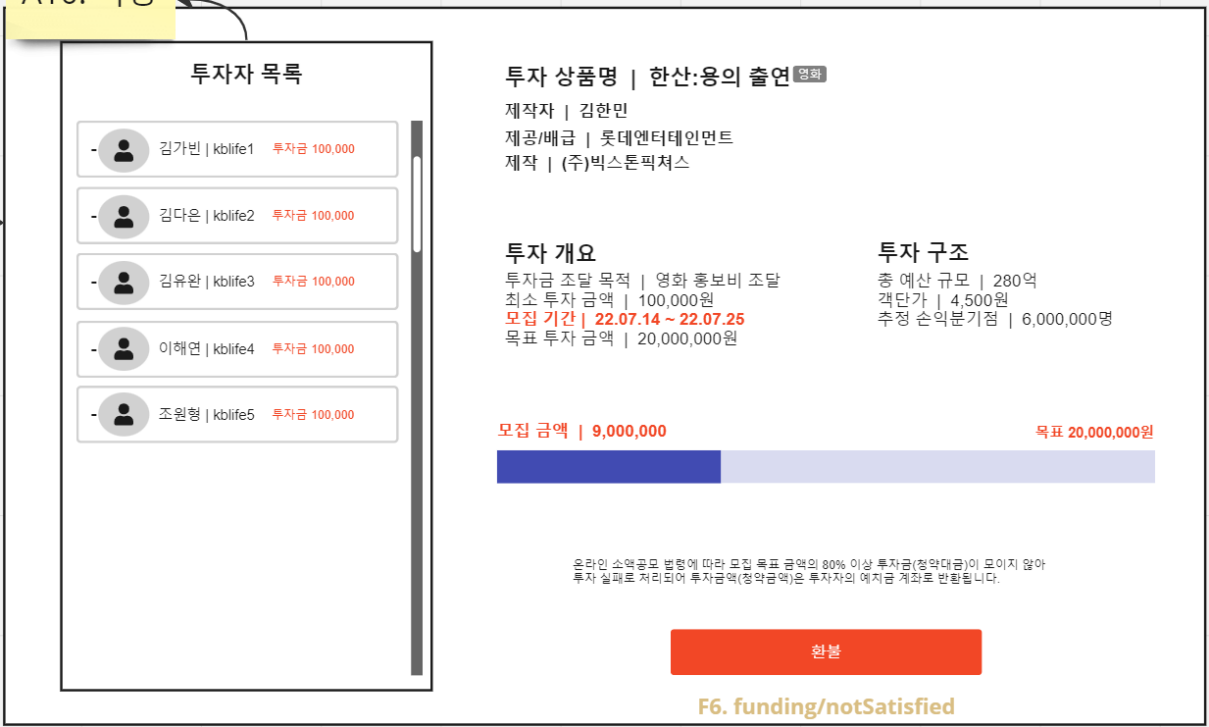 투자자 목록
- 김가빈 | kblife1 투자금 100,000
- 김다은 | kblife2 투자금 100,000
- 김유완 | kblife3 투자금 100,000
- 이해연 | kblife4 투자금 100,000
- 조원형 | kblife5 투자금 100,000
투자 상품명 | 한산:용의 출연 영화
제작자 | 김한민
제공/배급 | 롯데엔터테인먼트
제작 | (주)빅스톤픽쳐스
투자 개요
투자금 조달 목적 | 영화 홍보비 조달
최소 투자 금액 | 100,000원
모집 기간 | 22.07.14 ~ 22.07.25
목표 투자 금액 | 20,000,000원
투자 구조
총 예산 규모 | 280억
객단가 | 4,500원
추정 손익분기점 | 6,000,000명
모집 금액 | 9,000,000
목표 20,000,000원
온라인 소액공모 법령에 따라 모집 목표 금액의 80% 이상 투자금(청약대금)이 모이지 않아
투자 실패로 처리되어 투자금액(청약금액)은 투자자의 예치금 계좌로 반환됩니다.
환불
F6. funding/notSatisfied